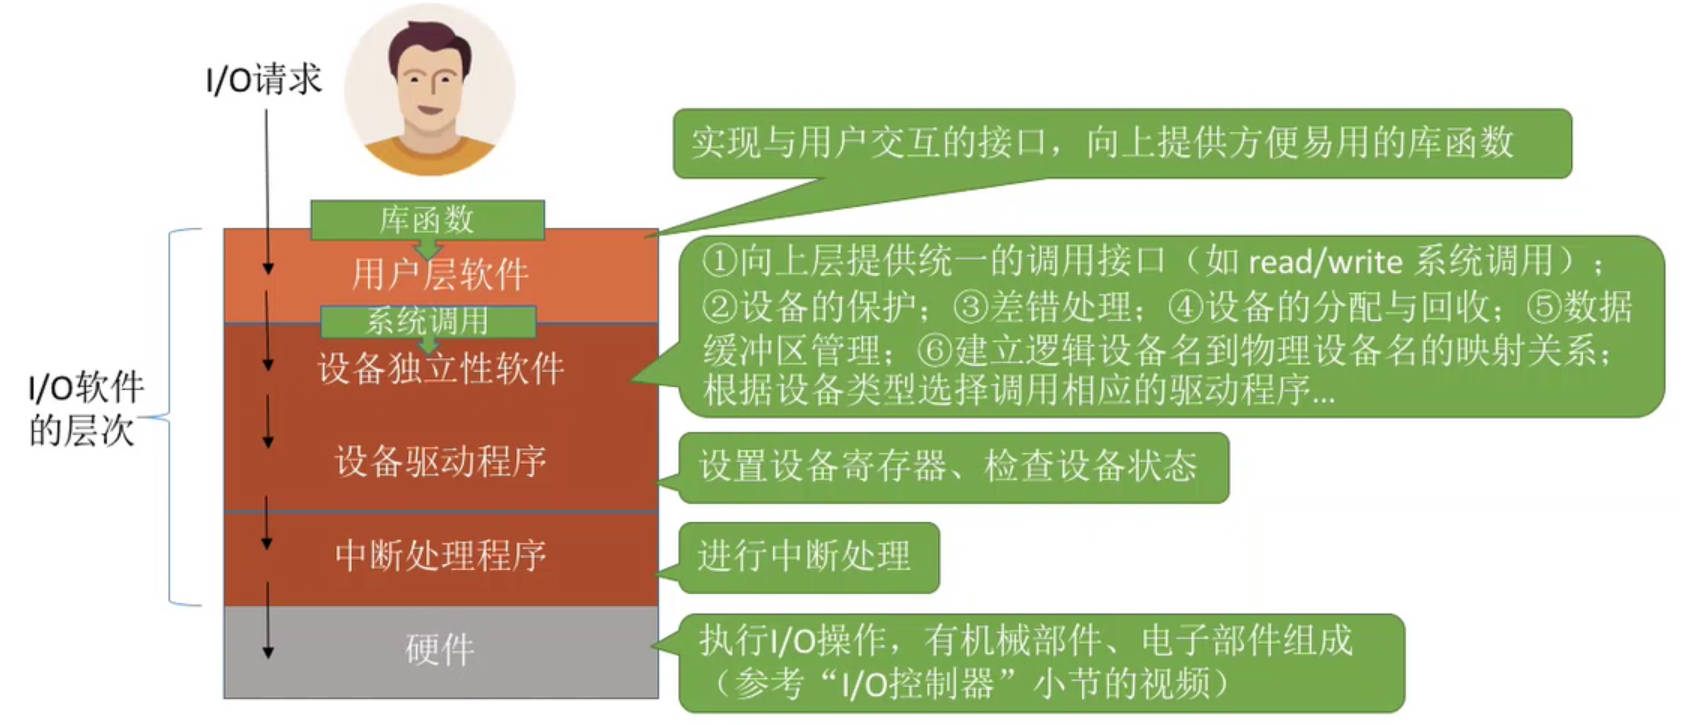 I/O请求
实现与用户交互的接口，向上提供方便易用的库函数
库函数
用户层软件
系统调用
①向上层提供统一的调用接口（如 read/write 系统调用）；
②设备的保护；③差错处理；④设备的分配与回收；⑤数据
缓冲区管理；⑥建立逻辑设备名到物理设备名的映射关系；
根据设备类型选择调用相应的驱动程序...
设备独立性软件
I/O软件
的层次
设备驱动程序
设置设备寄存器、检查设备状态
中断处理程序
进行中断处理
硬件
执行I/O操作，有机械部件、电子部件组成
（参考“I/O控制器”小节的视频）